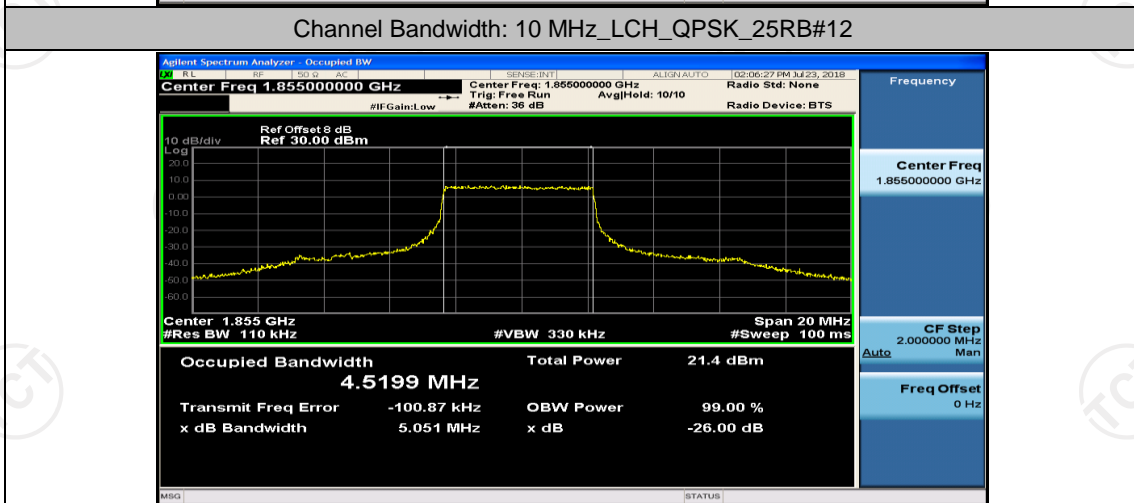 Channel Bandwidth: 10 MHz_LCH_QPSK_25RB#12
Agilent Spectrum Analyzer - Occupied BW
LXI RL RF 50 Ω AC SENSE:INT ALIGN AUTO 02:06:27 PM Jul 23, 2018
Center Freq 1.855000000 GHz Center Freq: 1.855000000 GHz Radio Std: None
Trig: Free Run Avg|Hold: 10/10
#IFGain:Low #Atten: 36 dB Radio Device: BTS
Frequency
Ref Offset 8 dB
10 dB/div Ref 30.00 dBm
Log
20.0
10.0
0.00
-10.0
-20.0
-30.0
-40.0
-50.0
-60.0
Center Freq
1.855000000 GHz
Center 1.855 GHz Span 20 MHz
#Res BW 110 kHz #VBW 330 kHz #Sweep 100 ms
CF Step
2.000000 MHz
Auto Man
Occupied Bandwidth Total Power 21.4 dBm
4.5199 MHz
Transmit Freq Error -100.87 kHz OBW Power 99.00 %
x dB Bandwidth 5.051 MHz x dB -26.00 dB
Freq Offset
0 Hz
MSG STATUS
TCT